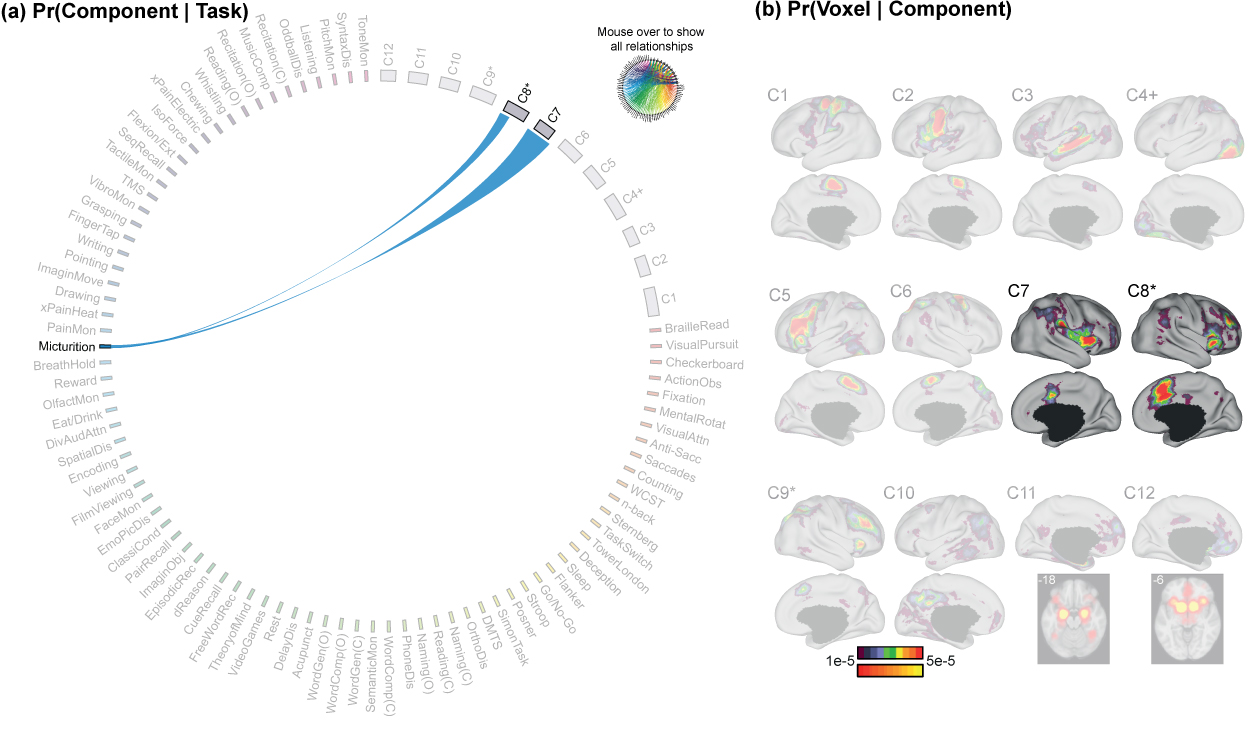 (a) Pr(Component | Task)
(b) Pr(Voxel | Component)
Mouse over to show
all relationships
C12
C11
C10
C9*
C8*
C7
C6
C5
C4+
C3
C2
C1
BrailleRead
VisualPursuit
Checkerboard
ActionObs
Fixation
MentalRotat
VisualAttn
Anti-Sacc
Saccades
Counting
WCST
n-back
Sternberg
TaskSwitch
TowerLondon
Deception
Sleep
Flanker
Go/No-Go
Stroop
Posner
SimonTask
DMTS
OrthoDis
Naming(C)
Reading(C)
Naming(O)
PhoneDis
WordComp(C)
SemanticMon
WordGen(C)
WordComp(O)
WordGen(O)
Acupunct
DelayDis
Rest
VideoGames
TheoryofMind
FreeWordRec
CueRecall
dReason
EpisodicRec
ImaginObj
PairRecall
ClassiCond
EmoPicDis
FaceMon
FilmViewing
Viewing
Encoding
SpatialDis
DivAudAttn
Eat/Drink
OlfactMon
Reward
BreathHold
Micturition
PainMon
xPainHeat
Drawing
ImaginMove
Pointing
Writing
FingerTap
Grasping
VibroMon
TMS
TactileMon
SeqRecall
Flexion/Ext
IsoForce
xPainElectric
Chewing
Whistling
Reading(O)
Recitation(O)
MusicComp
Recitation(C)
OddballDis
Listening
PitchMon
SyntaxDis
ToneMon
C1
C2
C3
C4+
C5
C6
C7
C8*
C9*
C10
C11
C12
-18
-6
1e-5
5e-5